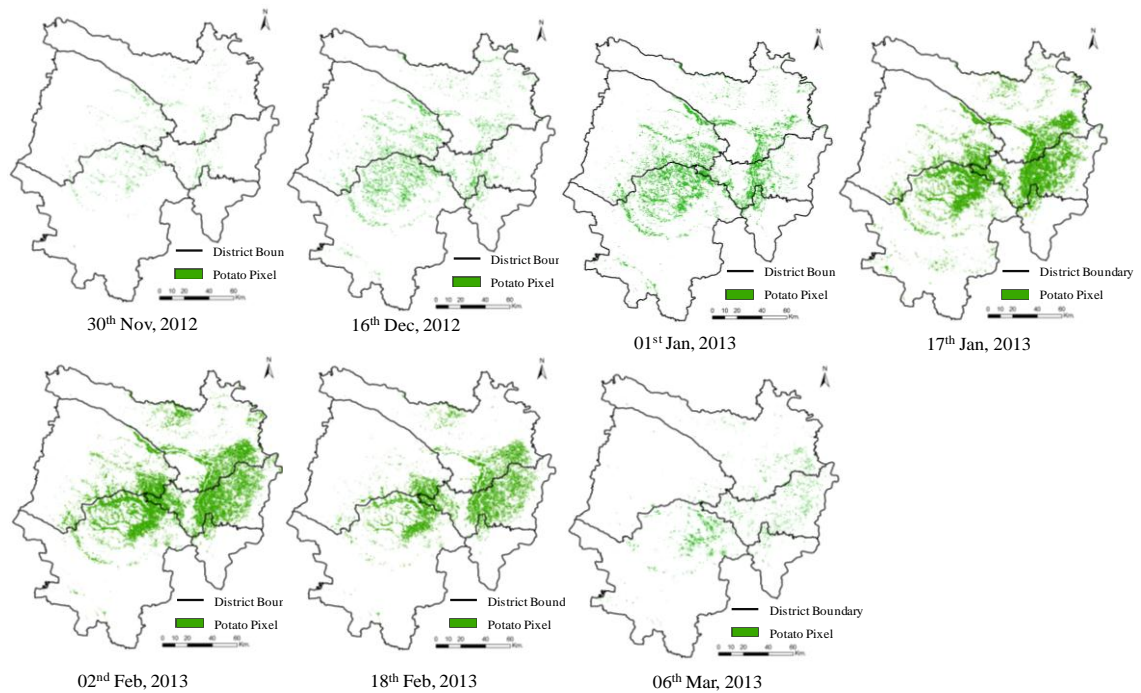 N
District Boun
Potato Pixel
0 10 20 40 60
Km.
30th Nov, 2012
N
District Boun
Potato Pixel
0 10 20 40 60
Km.
16th Dec, 2012
N
District Boun
Potato Pixel
0 10 20 40 60
Km.
01st Jan, 2013
N
District Boundary
Potato Pixel
0 10 20 40 60
Km.
17th Jan, 2013
N
District Boun
Potato Pixel
0 10 20 40 60
Km.
02nd Feb, 2013
N
District Bound
Potato Pixel
0 10 20 40 60
Km.
18th Feb, 2013
N
District Boundary
Potato Pixel
0 10 20 40 60
Km.
06th Mar, 2013